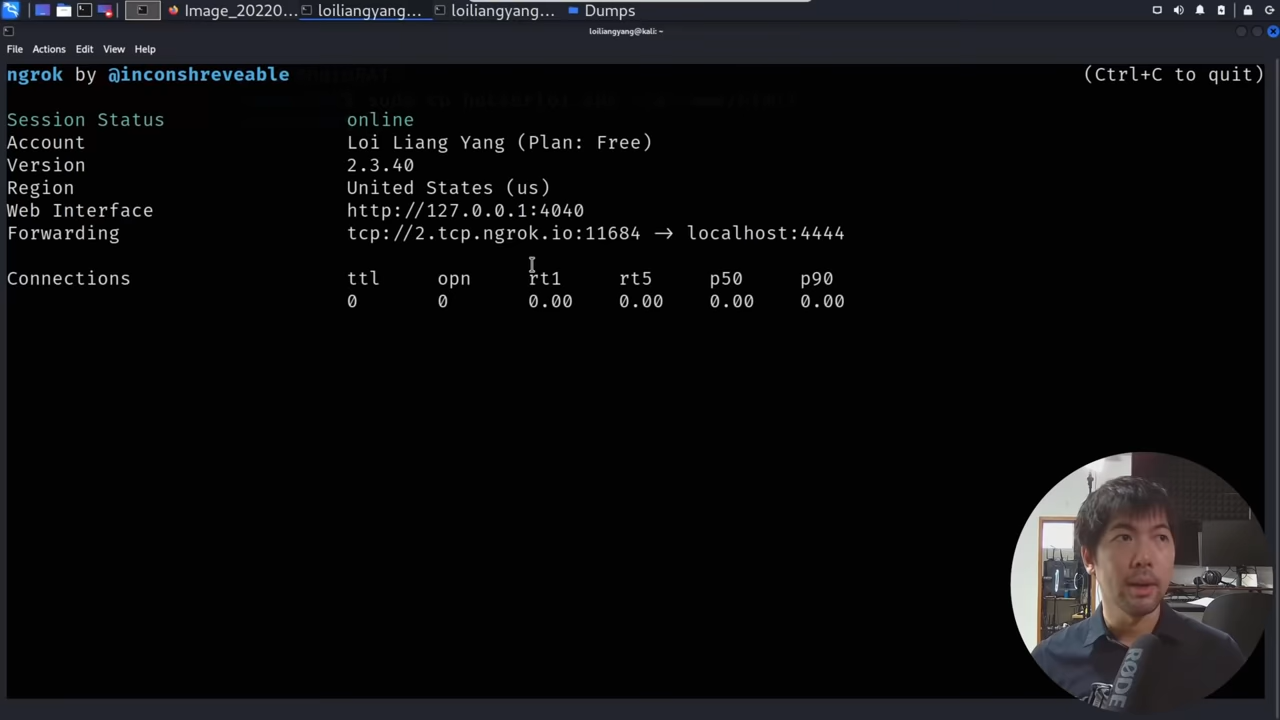 Image_20220... loiliangyang... loiliangyang... Dumps
loiliangyang@kali: ~
File Actions Edit View Help
ngrok by @inconshreveable (Ctrl+C to quit)
Session Status online
Account Loi Liang Yang (Plan: Free)
Version 2.3.40
Region United States (us)
Web Interface http://127.0.0.1:4040
Forwarding tcp://2.tcp.ngrok.io:11684 -> localhost:4444
Connections ttl opn rt1 rt5 p50 p90
0 0 0.00 0.00 0.00 0.00
RØDE